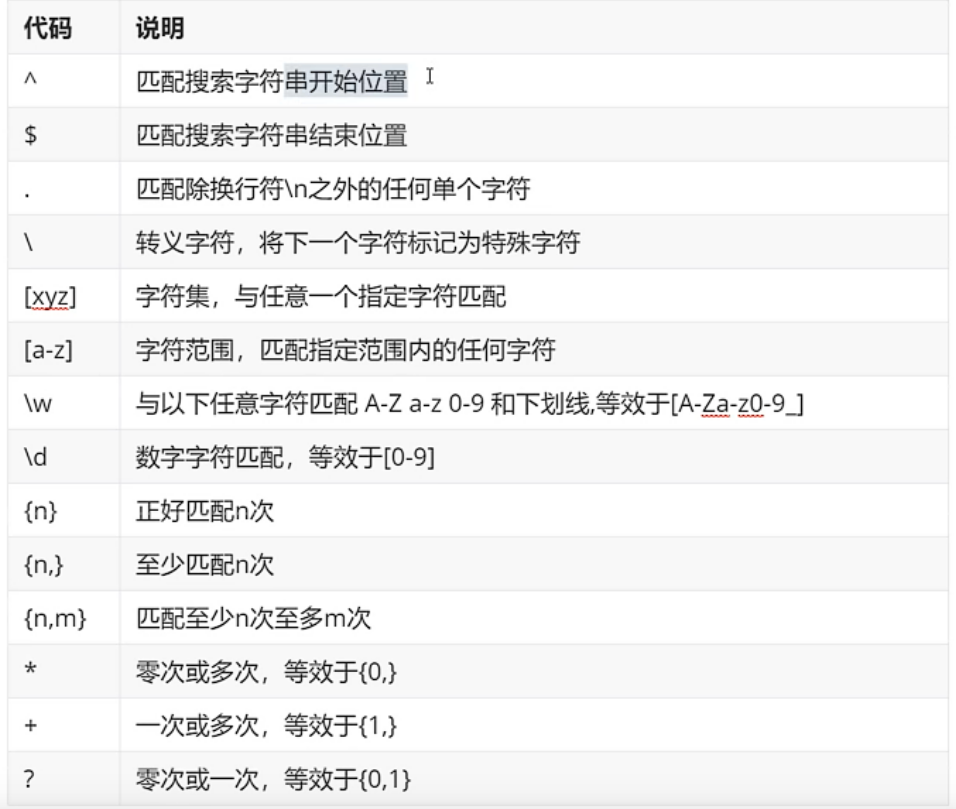 代码 说明
^ 匹配搜索字符串开始位置
$ 匹配搜索字符串结束位置
. 匹配除换行符\n之外的任何单个字符
\ 转义字符，将下一个字符标记为特殊字符
[xyz] 字符集，与任意一个指定字符匹配
[a-z] 字符范围，匹配指定范围内的任何字符
\w 与以下任意字符匹配 A-Z a-z 0-9 和下划线,等效于[A-Za-z0-9_]
\d 数字字符匹配，等效于[0-9]
{n} 正好匹配n次
{n,} 至少匹配n次
{n,m} 匹配至少n次至多m次
* 零次或多次，等效于{0,}
+ 一次或多次，等效于{1,}
? 零次或一次，等效于{0,1}